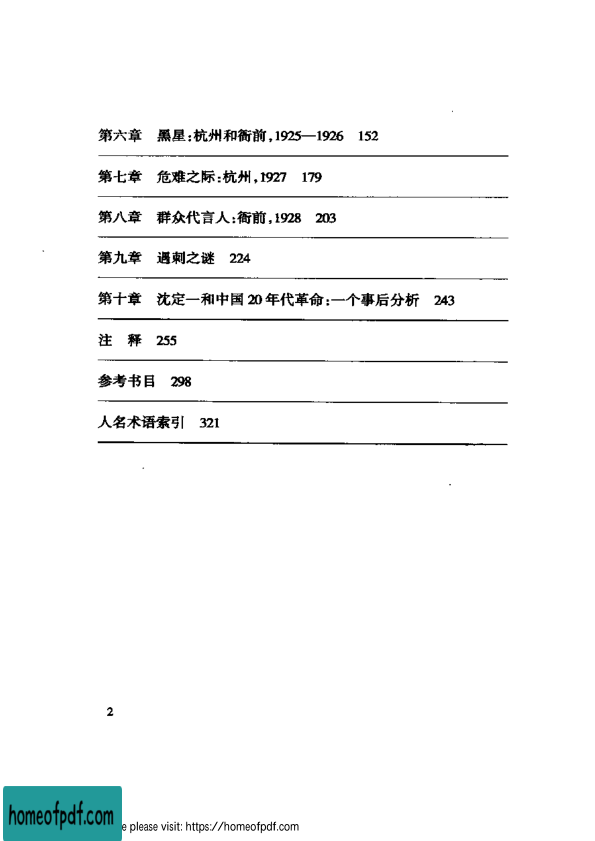 第六章 黑星:杭州和衙前,1925—1926 152
第七章 危难之际:杭州,1927 179
第八章 群众代言人:衙前,1928 203
第九章 遇刺之谜 224
第十章 沈定一和中国20年代革命:一个事后分析 243
注 释 255
参考书目 298
人名术语索引 321
2
homeofpdf.com
e please visit: https://homeofpdf.com